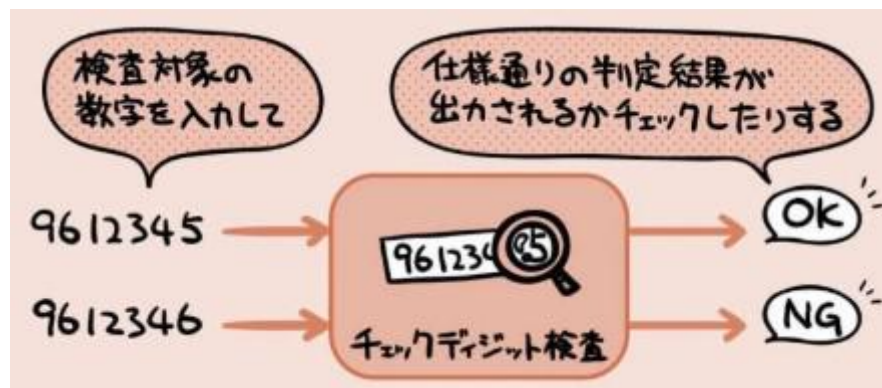 検査対象の
数字を入力して
仕様通りの判定結果が
出力されるかチェックしたりする
9612345
OK
961234
5
9612346
NG
チェックディジット検査